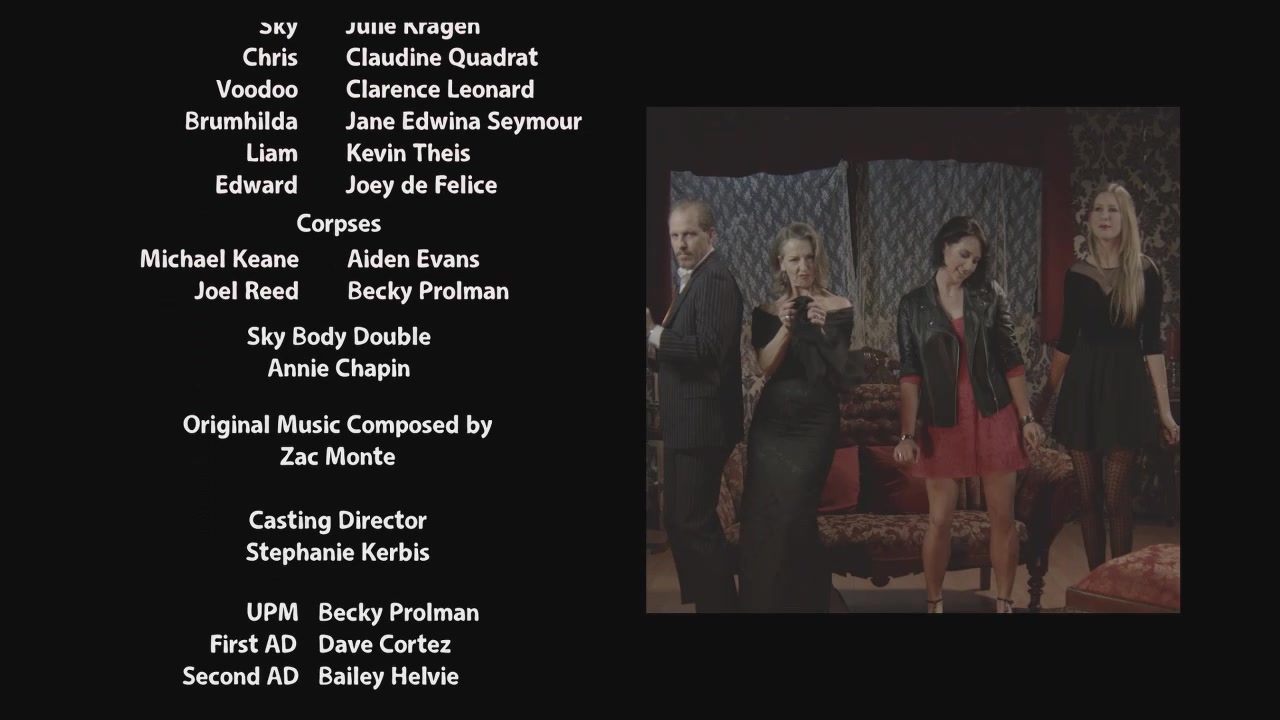 Sky Julie Kragen
Chris Claudine Quadrat
Voodoo Clarence Leonard
Brumhilda Jane Edwina Seymour
Liam Kevin Theis
Edward Joey de Felice
Corpses
Michael Keane Aiden Evans
Joel Reed Becky Prolman
Sky Body Double
Annie Chapin
Original Music Composed by
Zac Monte
Casting Director
Stephanie Kerbis
UPM Becky Prolman
First AD Dave Cortez
Second AD Bailey Helvie